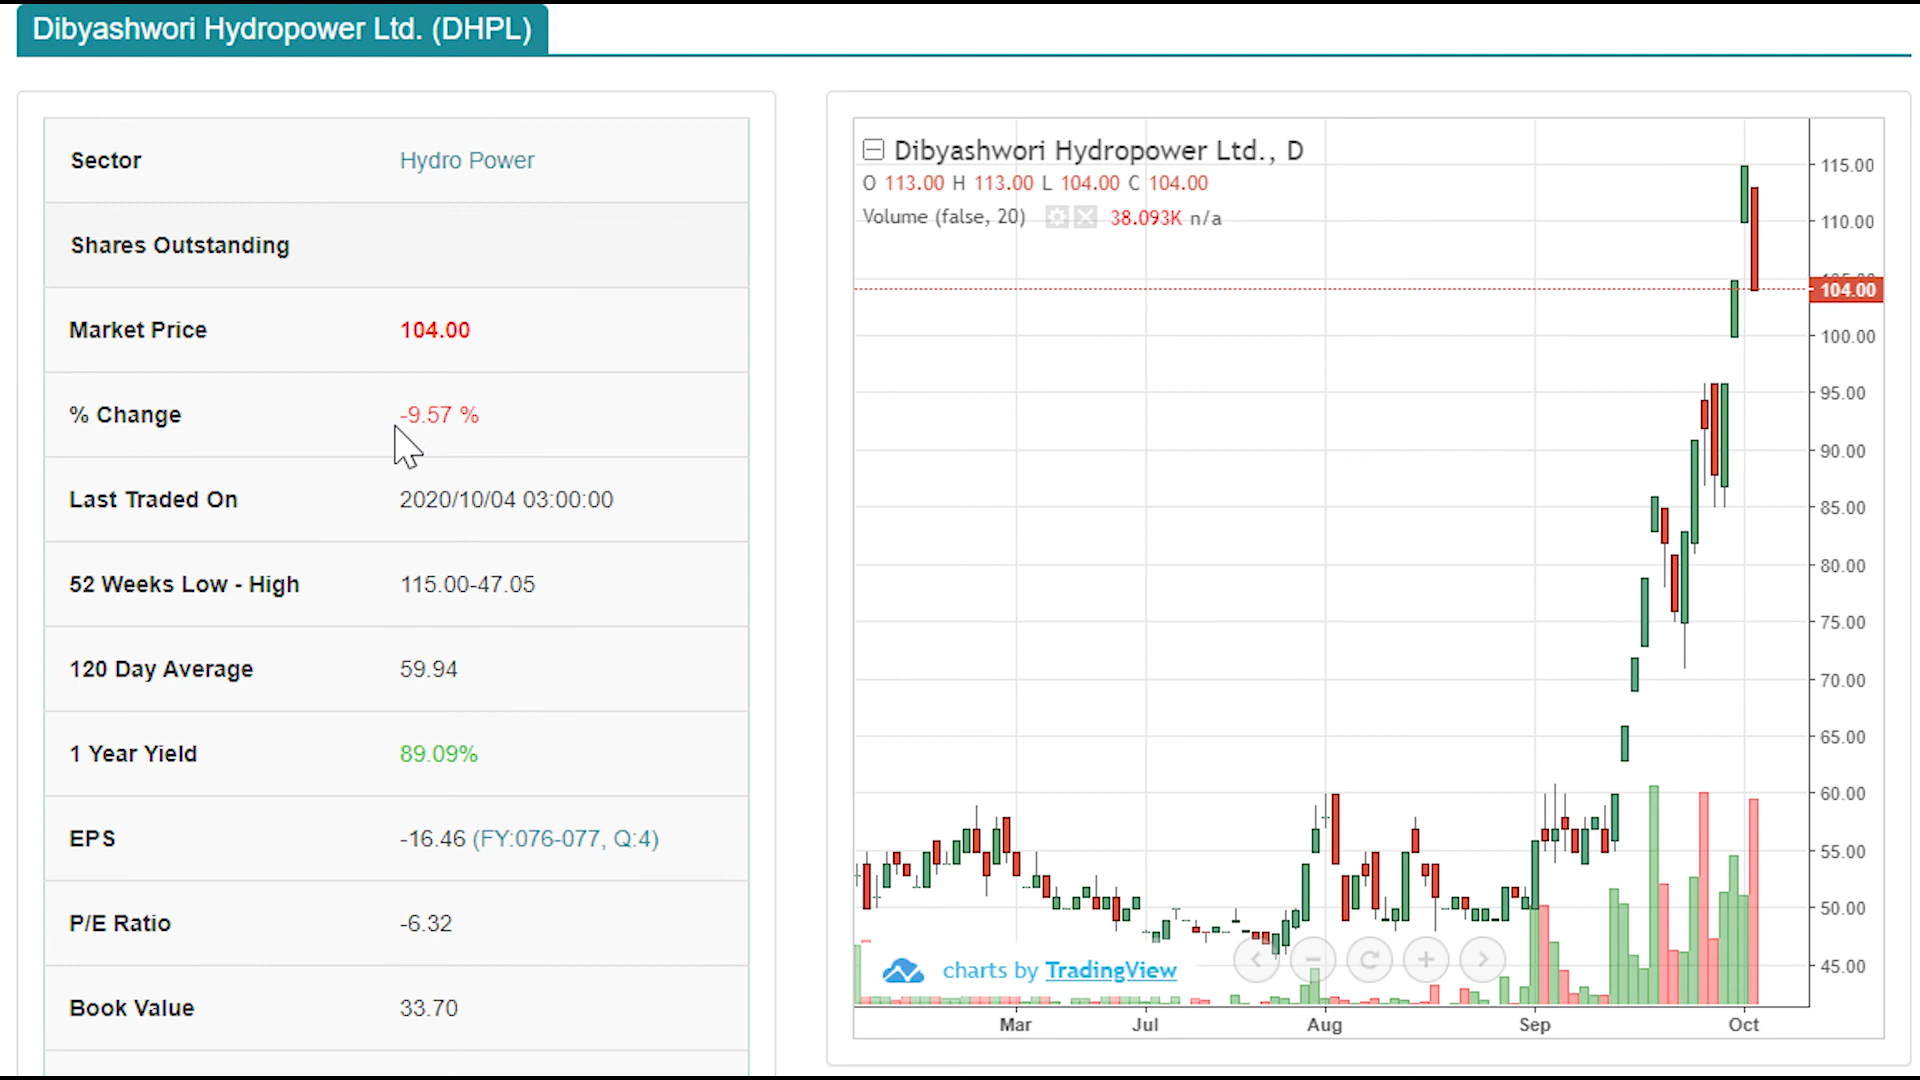 Dibyashwori Hydropower Ltd. (DHPL)
Sector Hydro Power
Shares Outstanding
Market Price 104.00
% Change -9.57 %
Last Traded On 2020/10/04 03:00:00
52 Weeks Low - High 115.00-47.05
120 Day Average 59.94
1 Year Yield 89.09%
EPS -16.46 (FY:076-077, Q:4)
P/E Ratio -6.32
Book Value 33.70
Dibyashwori Hydropower Ltd., D
O 113.00 H 113.00 L 104.00 C 104.00
Volume (false, 20) 38.093K n/a
115.00
110.00
104.00
100.00
95.00
90.00
85.00
80.00
75.00
70.00
65.00
60.00
55.00
50.00
45.00
charts by TradingView
Mar Jul Aug Sep Oct